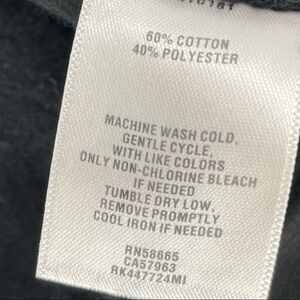 60% COTTON
40% POLYESTER
MACHINE WASH COLD,
GENTLE CYCLE,
WITH LIKE COLORS
ONLY NON-CHLORINE BLEACH
IF NEEDED
TUMBLE DRY LOW,
REMOVE PROMPTLY
COOL IRON IF NEEDED
RN58665
CA57963
RK447724MI